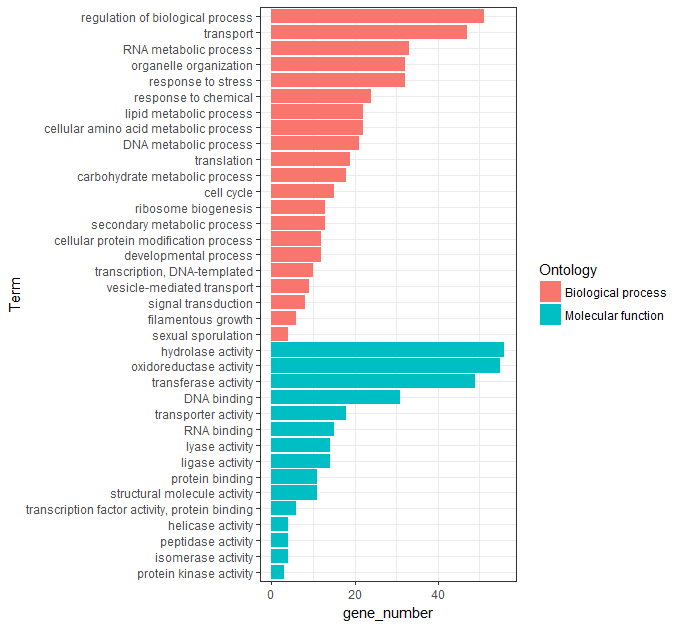 regulation of biological process
transport
RNA metabolic process
organelle organization
response to stress
response to chemical
lipid metabolic process
cellular amino acid metabolic process
DNA metabolic process
translation
carbohydrate metabolic process
cell cycle
ribosome biogenesis
secondary metabolic process
cellular protein modification process
developmental process
transcription, DNA-templated
vesicle-mediated transport
signal transduction
filamentous growth
sexual sporulation
hydrolase activity
oxidoreductase activity
transferase activity
DNA binding
transporter activity
RNA binding
lyase activity
ligase activity
protein binding
structural molecule activity
transcription factor activity, protein binding
helicase activity
peptidase activity
isomerase activity
protein kinase activity
Term
0 20 40
gene_number
Ontology
Biological process
Molecular function